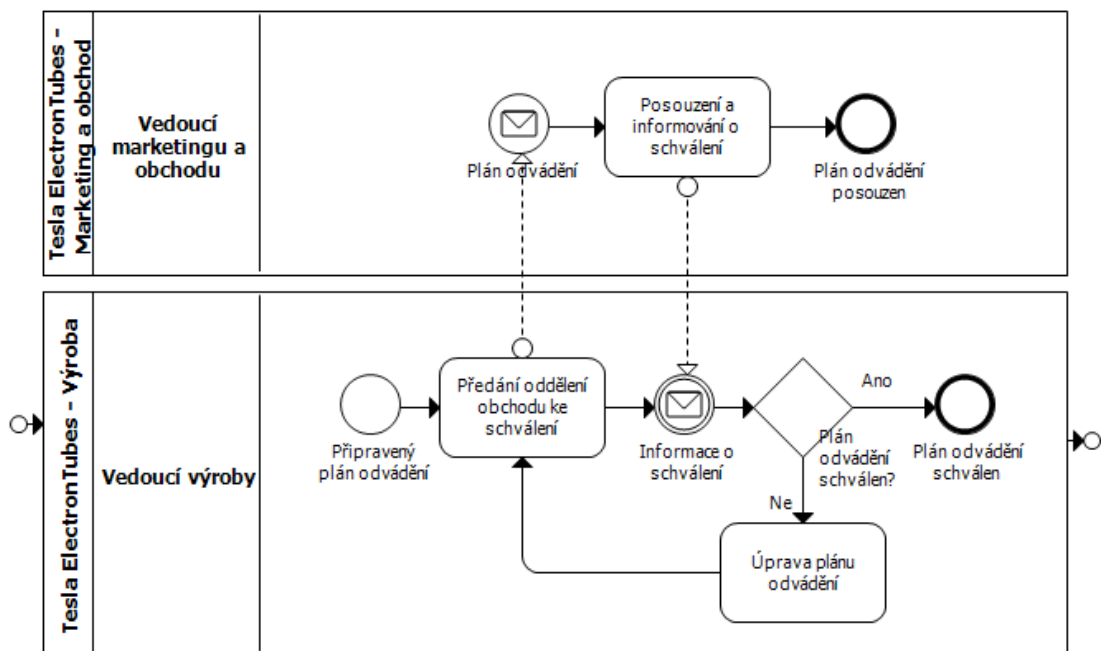 Tesla ElectronTubes –
Marketing a obchod
Vedoucí
marketingu a
obchodu
Plán odvádění
Posouzení a
informování o
schválení
Plán odvádění
posouzen
Tesla ElectronTubes – Výroba
Vedoucí výroby
Připravený
plán odvádění
Předání oddělení
obchodu ke
schválení
Informace o
schválení
Plán
odvádění
schválen?
Ano
Plán odvádění
schválen
Ne
Úprava plánu
odvádění